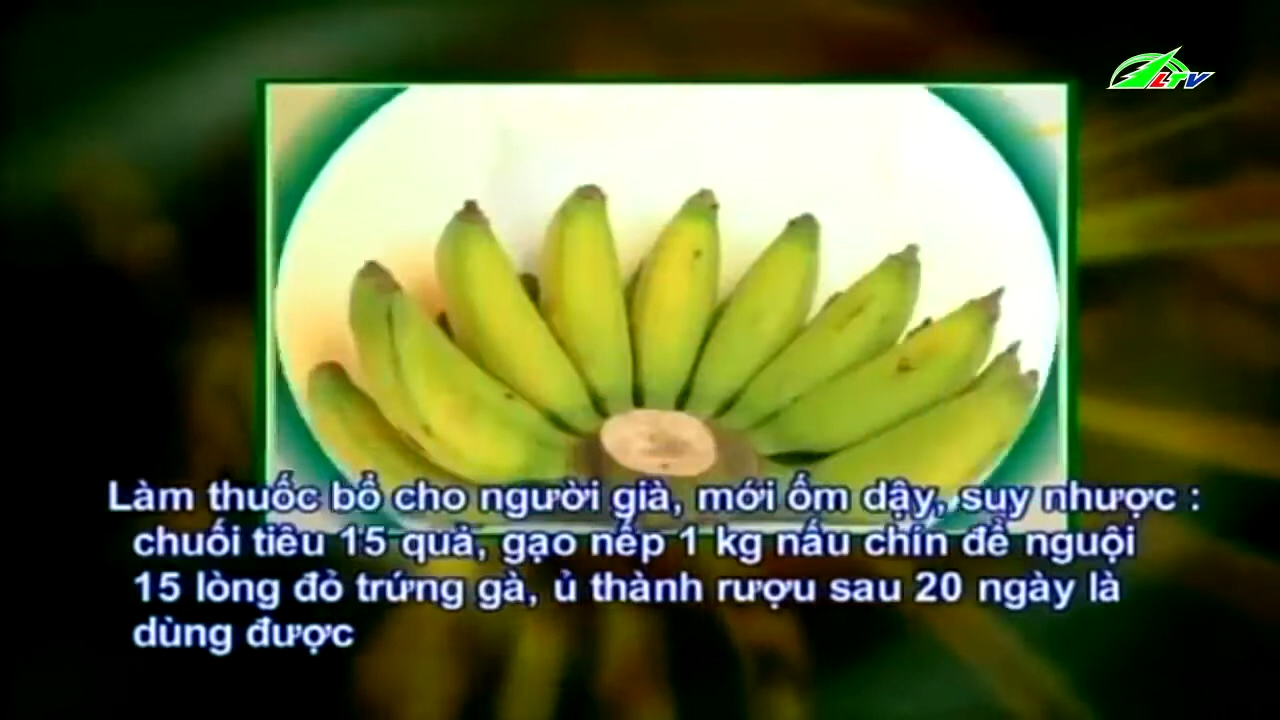 LTV
Làm thuốc bổ cho người già, mới ốm dậy, suy nhược :
chuối tiêu 15 quả, gạo nếp 1 kg nấu chín để nguội
15 lòng đỏ trứng gà, ủ thành rượu sau 20 ngày là
dùng được